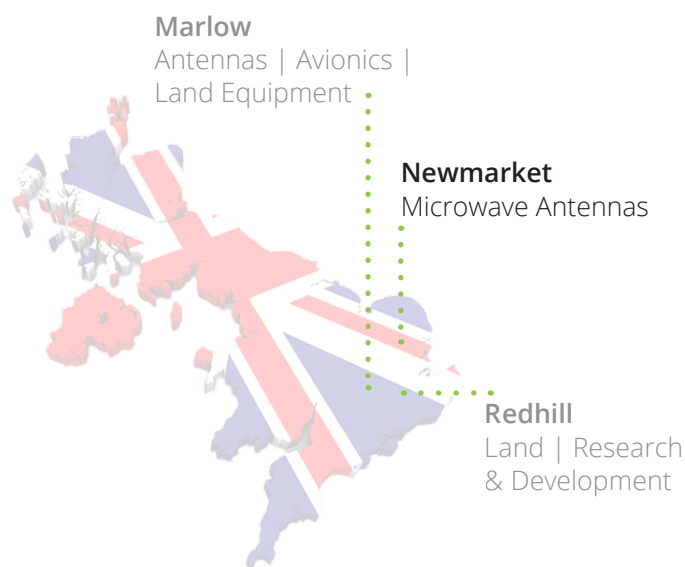 Marlow
Antennas | Avionics |
Land Equipment
Newmarket
Microwave Antennas
Redhill
Land | Research
& Development